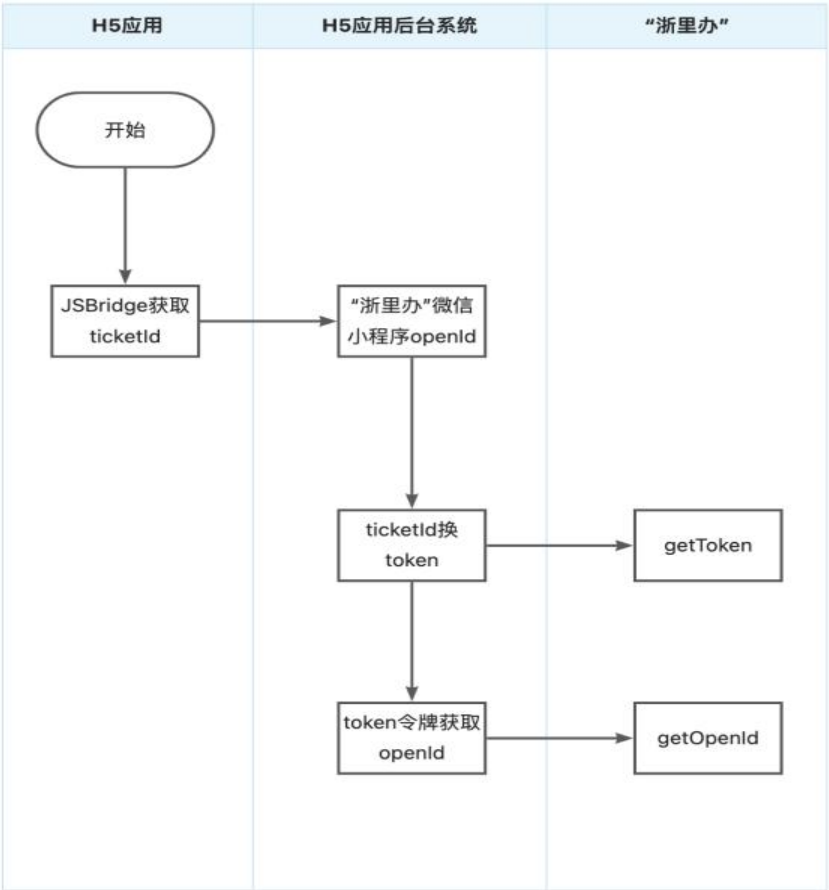 H5应用
H5应用后台系统
“浙里办”
开始
JSBridge获取
ticketId
“浙里办”微信
小程序openId
ticketId换
token
getToken
token令牌获取
openId
getOpenId